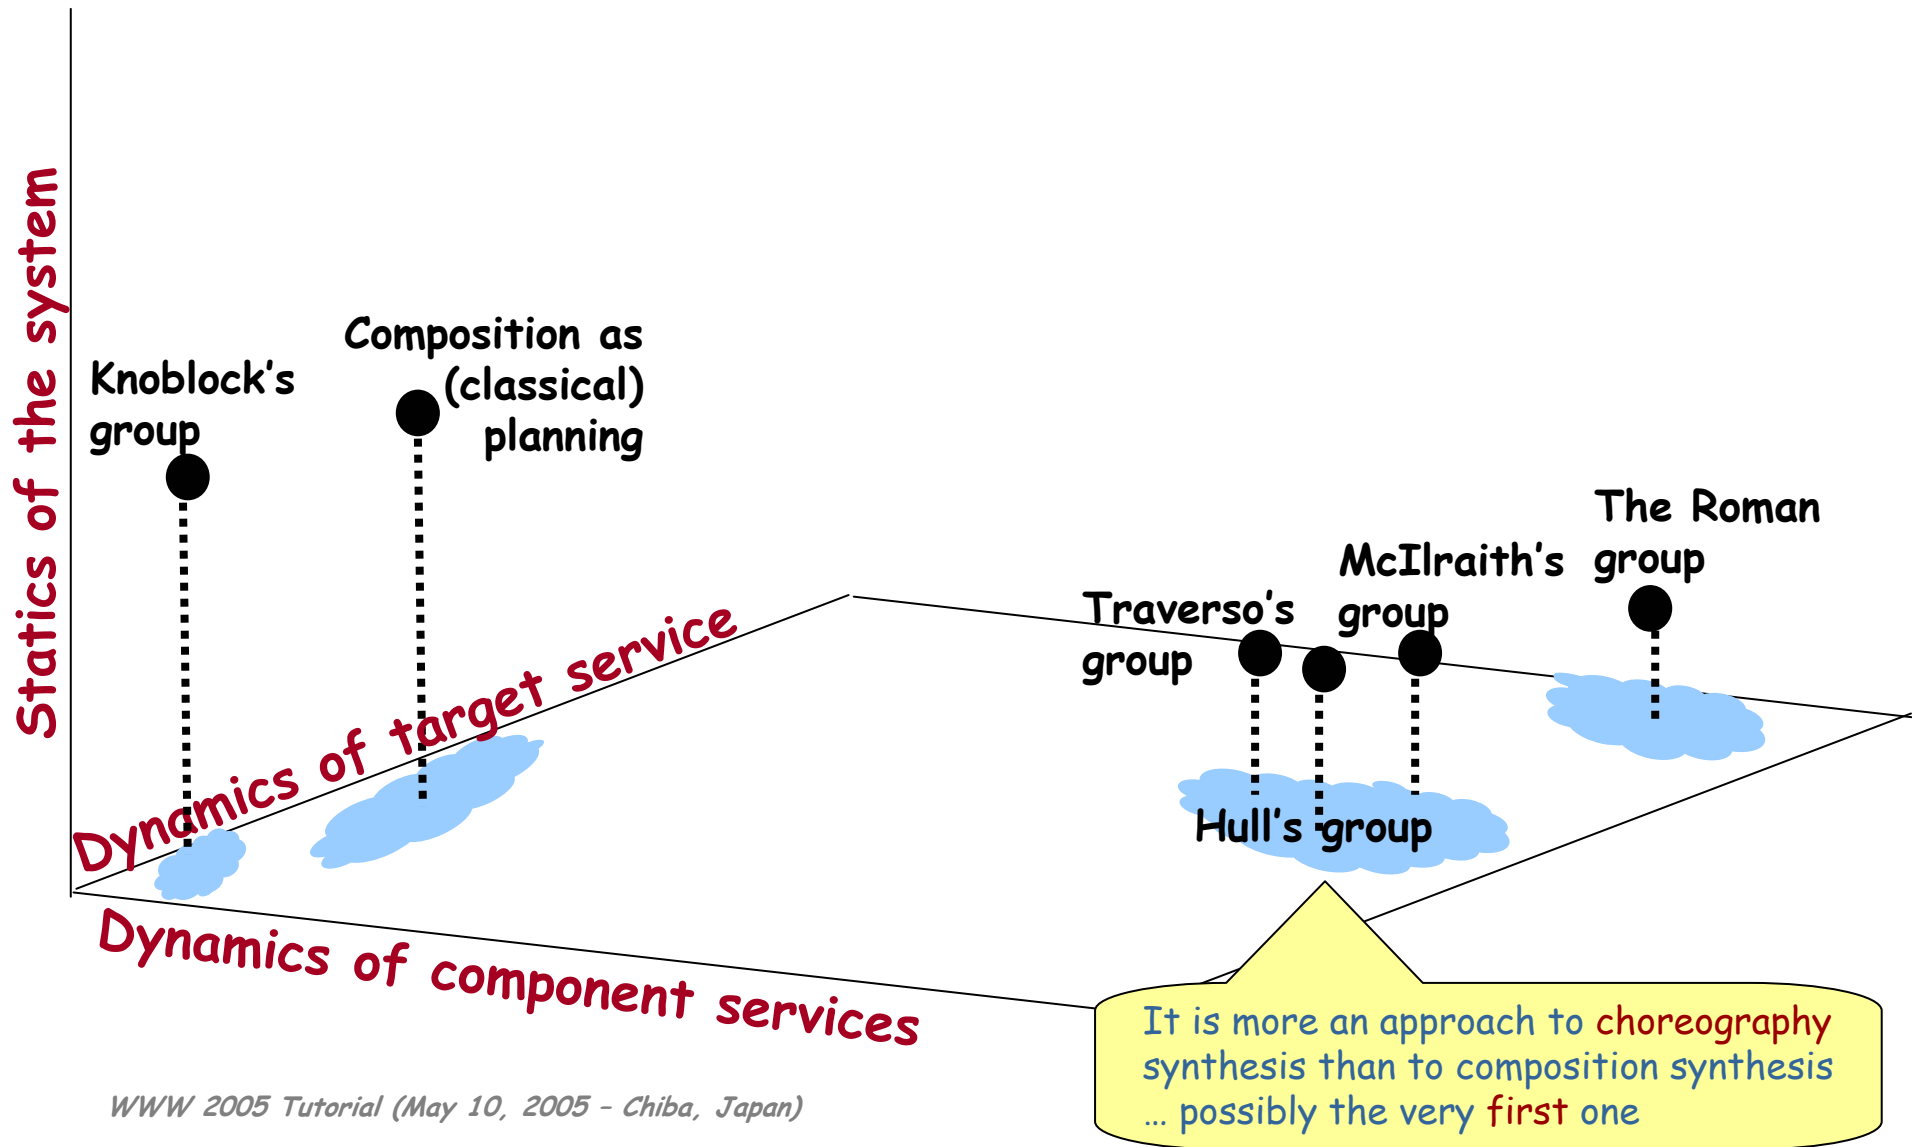 Statics of the system
Knoblock's
group
Composition as
(classical)
planning
Dynamics of target service
Dynamics of component services
Traverso's
group
McIlraith's
group
The Roman
group
Hull's group
It is more an approach to choreography
synthesis than to composition synthesis
… possibly the very first one
WWW 2005 Tutorial (May 10, 2005 – Chiba, Japan)